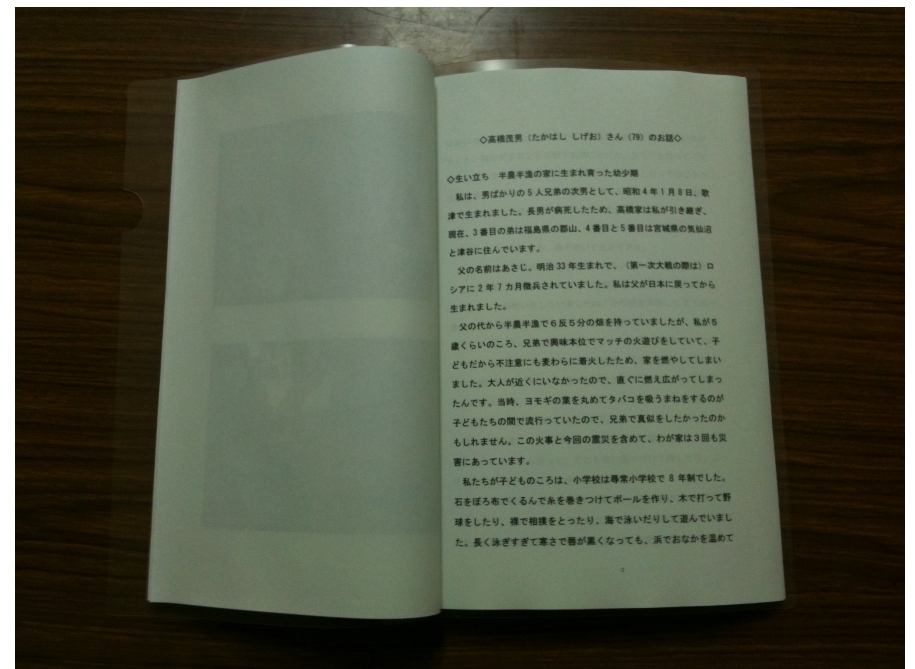 ◇高橋茂男（たかはし しげお）さん（79）のお話◇
◇生い立ち 半農半漁の家に生まれ育った幼少期
私は、男ばかりの5人兄弟の次男として、昭和4年1月8日、歌
津で生まれました。長男が病死したため、高橋家は私が引き継ぎ、
現在、3番目の弟は福島県の郡山、4番目と5番目は宮城県の気仙沼
と津谷に住んでいます。
父の名前はあさじ。明治33年生まれで、（第一次大戦の際は）ロ
シアに2年7カ月徴兵されていました。私は父が日本に戻ってから
生まれました。
父の代から半農半漁で6反5分の畑を持っていましたが、私が5
歳くらいのころ、兄弟で興味本位でマッチの火遊びをしていて、子
どもだから不注意にも麦わらに着火したため、家を燃やしてしまい
ました。大人が近くにいなかったので、直ぐに燃え広がってしまっ
たんです。当時、ヨモギの葉を丸めてタバコを吸うまねをするのが
子どもたちの間で流行っていたので、兄弟で真似をしたかったのか
もしれません。この火事と今回の震災を含めて、わが家は3回も災
害にあっています。
私たちが子どものころは、小学校は尋常小学校で8年制でした。
石をぼろ布でくるんで糸を巻きつけてボールを作り、木で打って野
球をしたり、裸で相撲をとったり、海で泳いだりして遊んでいまし
た。長く泳ぎすぎて寒さで唇が黒くなっても、浜でおなかを温めて
2